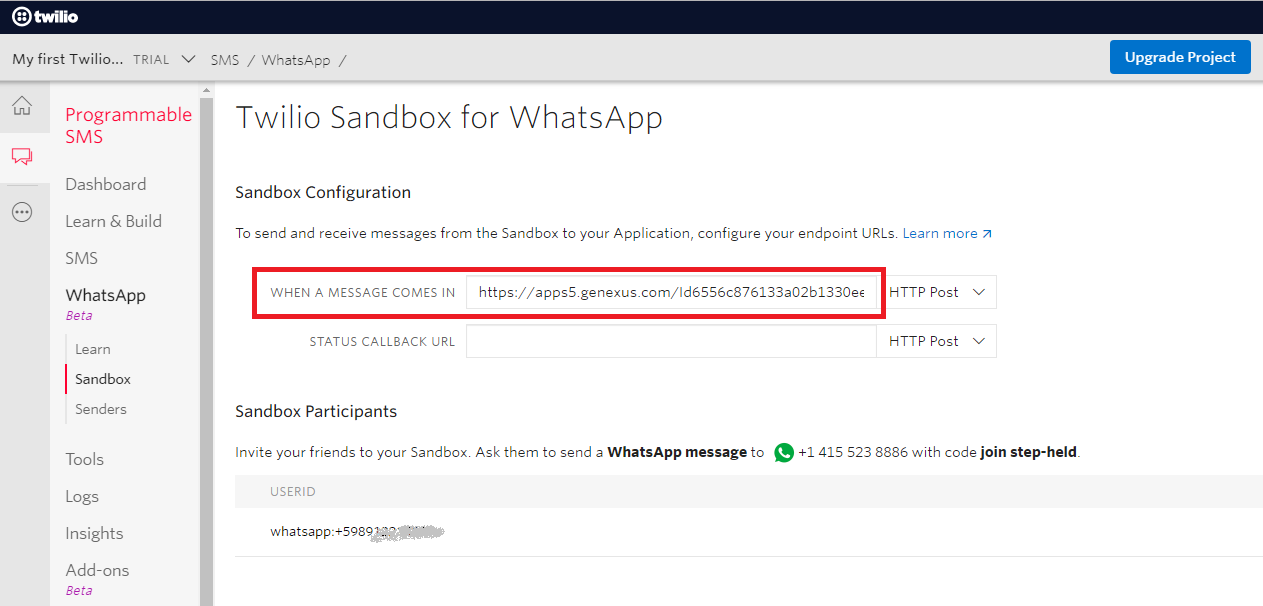 twilio
My first Twilio... TRIAL SMS / WhatsApp /
Upgrade Project
Programmable
SMS
Dashboard
Learn & Build
SMS
WhatsApp
Beta
Learn
Sandbox
Senders
Tools
Logs
Insights
Add-ons
Beta
Twilio Sandbox for WhatsApp
Sandbox Configuration
To send and receive messages from the Sandbox to your Application, configure your endpoint URLs. Learn more
WHEN A MESSAGE COMES IN https://apps5.genexus.com/Id6556c876133a02b1330ee HTTP Post
STATUS CALLBACK URL HTTP Post
Sandbox Participants
Invite your friends to your Sandbox. Ask them to send a WhatsApp message to +1 415 523 8886 with code join step-held.
USERID
whatsapp:+5989